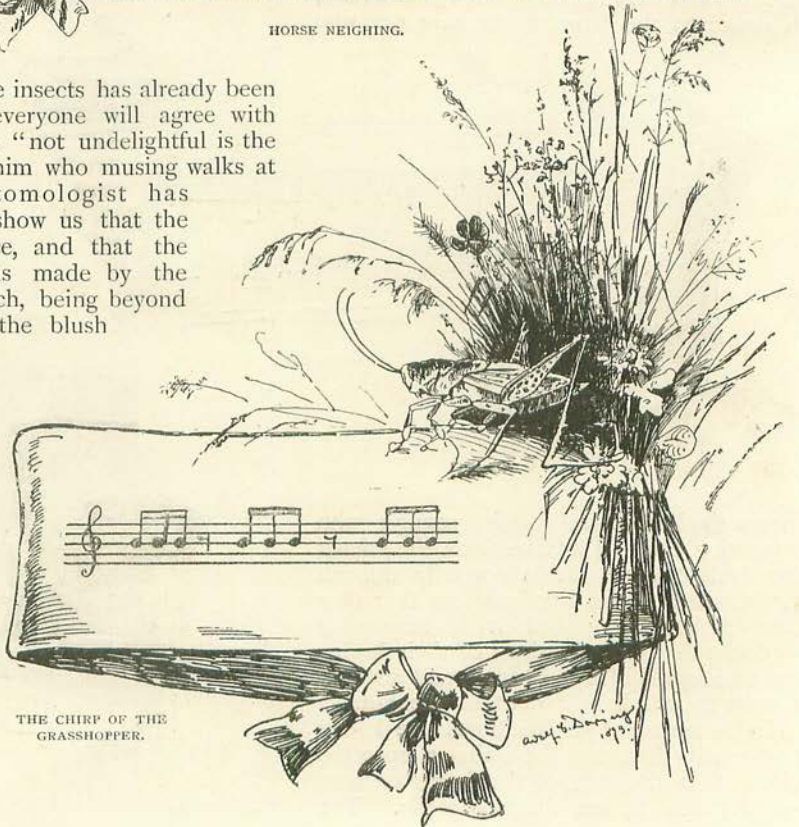 HORSE NEIGHING.
e insects has already been
everyone will agree with
"not undelightful is the
him who musing walks at
tomologist has
show us that the
e, and that the
s made by the
ch, being beyond
the blush
THE CHIRP OF THE
GRASSHOPPER.